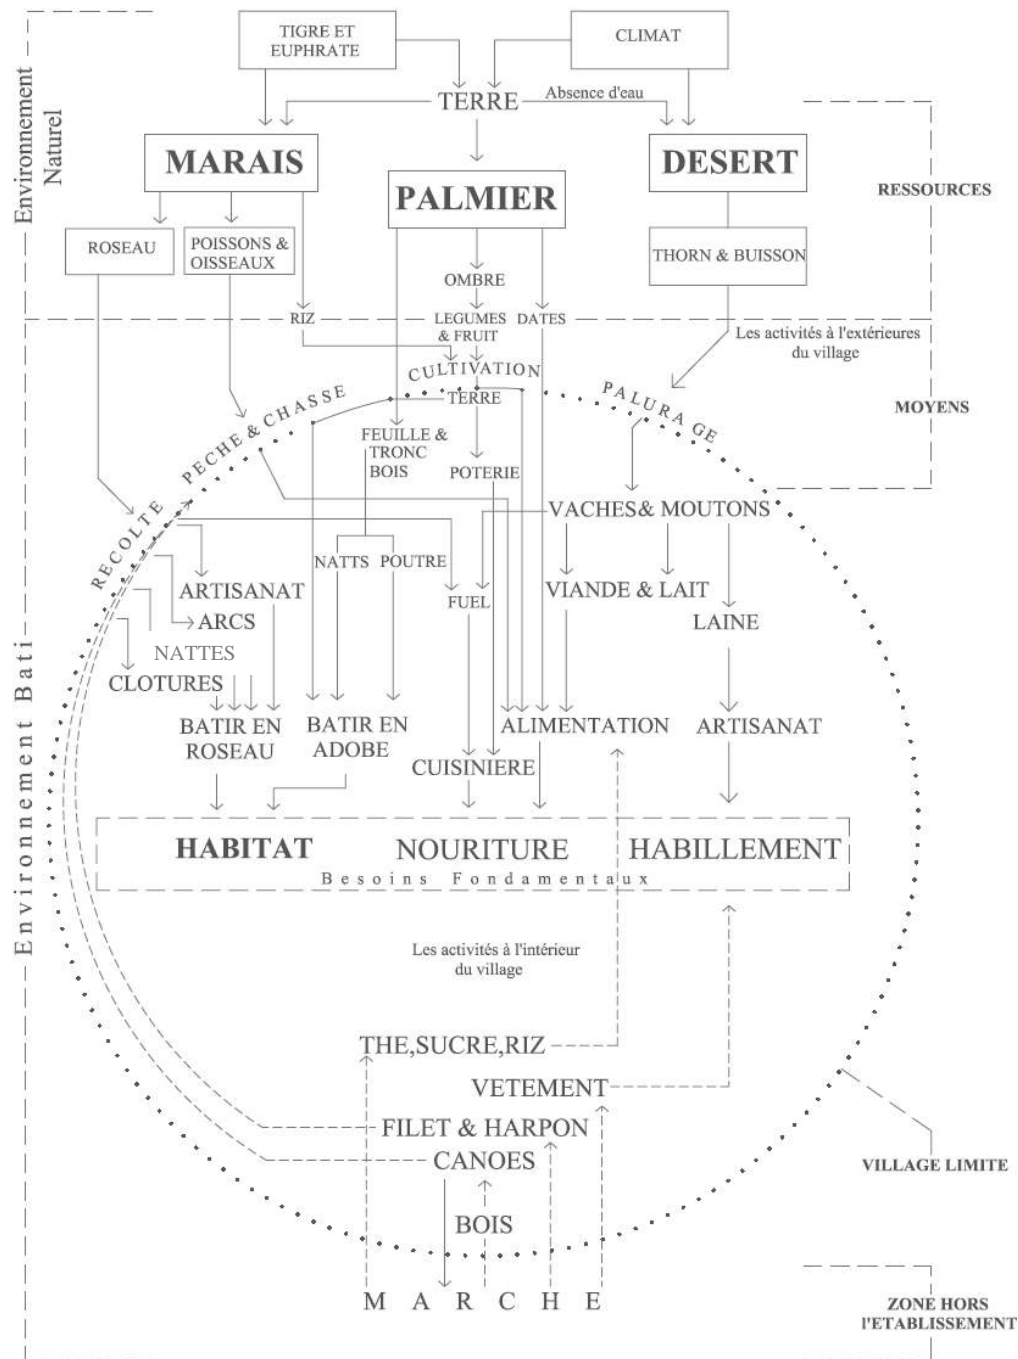 TIGRE ET
EUPHRATE
CLIMAT
TERRE
Absence d'eau
Environnement
Naturel
MARAIS
PALMIER
DESERT
RESSOURCES
ROSEAU
POISSONS &
OISSEAUX
THORN & BUISSON
OMBRE
RIZ
LEGUMES
& FRUIT
DATES
Les activités à l'extérieures
du village
CULTIVATION
TERRE
PECHE & CHASSE
PALURAGE
MOYENS
FEUILLE &
TRONC
BOIS
POTERIE
RECOLTE
VACHES& MOUTONS
NATTS
POUTRE
ARTISANAT
FUEL
VIANDE & LAIT
ARCS
LAINE
NATTES
CLOTURES
BATIR EN
ROSEAU
BATIR EN
ADOBE
ALIMENTATION
ARTISANAT
CUISINIERE
Environnement Bati
HABITAT
NOURITURE
HABILLEMENT
Besoins Fondamentaux
Les activités à l'intérieur
du village
THE,SUCRE,RIZ
VETEMENT
FILET & HARPON
CANOES
VILLAGE LIMITE
BOIS
MARCHE
ZONE HORS
l'ETABLISSEMENT